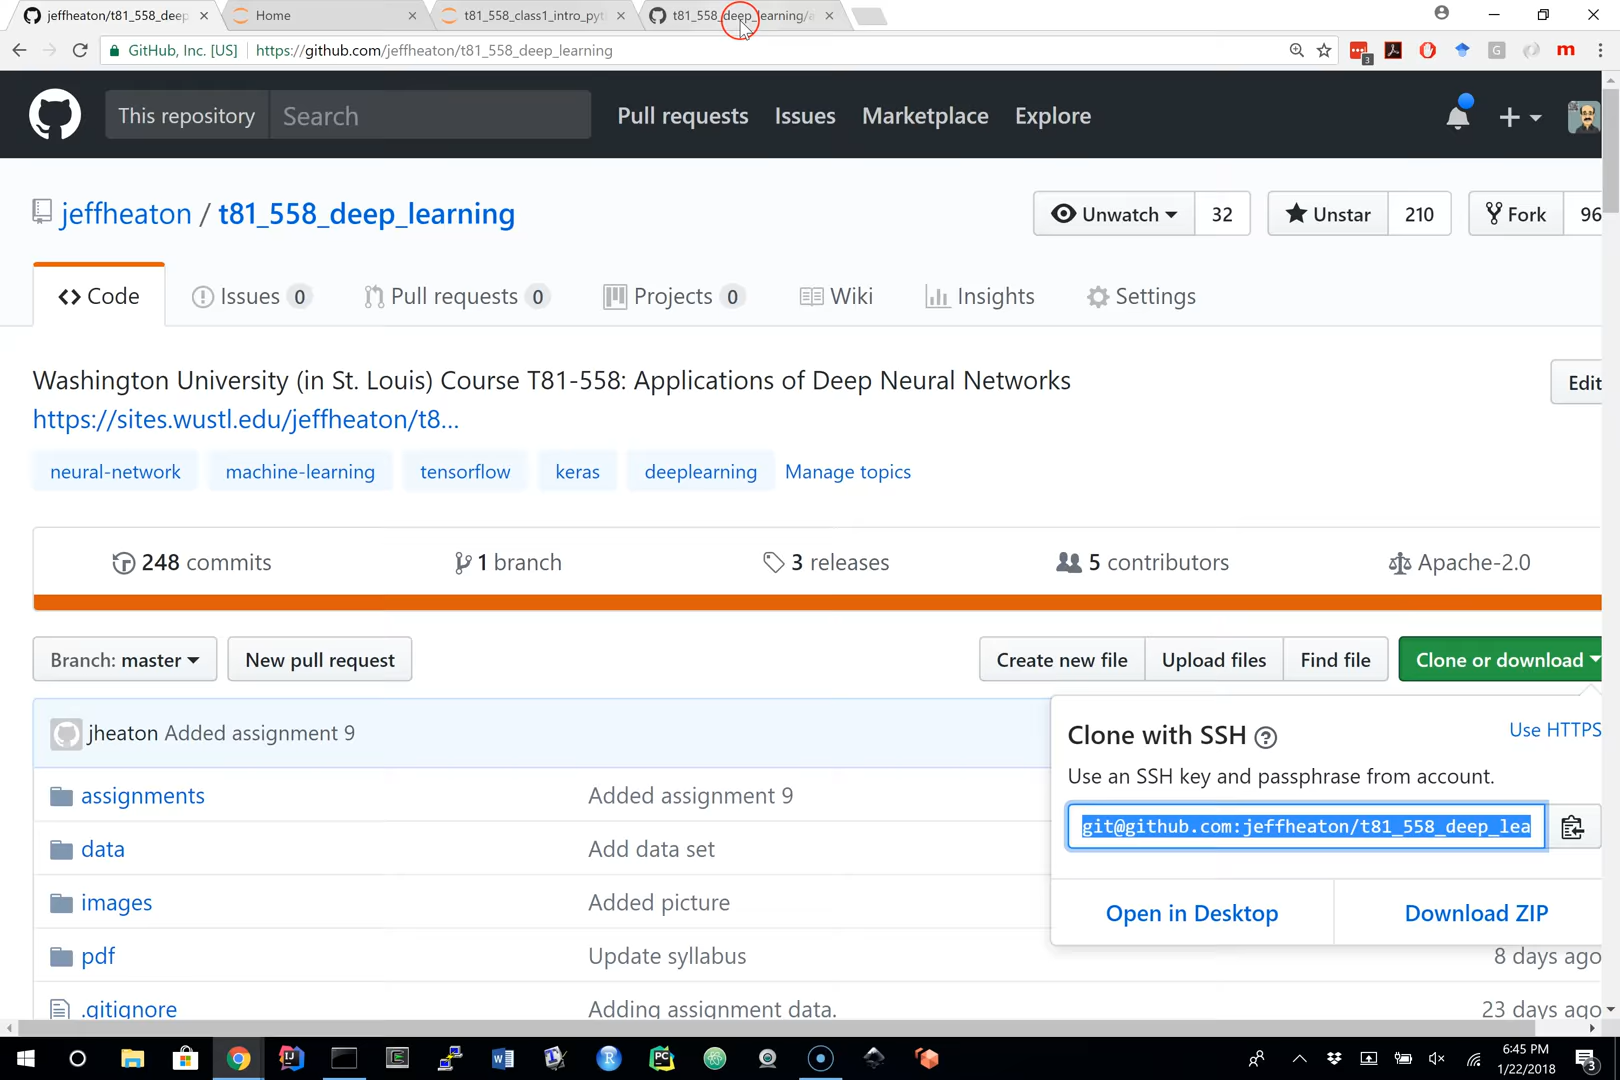 jeffheaton/t81_558_deep
Home
t81_558_class1_intro_pyt
t81_558_deep_learning/a
GitHub, Inc. [US] https://github.com/jeffheaton/t81_558_deep_learning
This repository Search Pull requests Issues Marketplace Explore
jeffheaton / t81_558_deep_learning
Unwatch 32 Unstar 210 Fork 96
Code Issues 0 Pull requests 0 Projects 0 Wiki Insights Settings
Washington University (in St. Louis) Course T81-558: Applications of Deep Neural Networks
Edit
https://sites.wustl.edu/jeffheaton/t8...
neural-network machine-learning tensorflow keras deeplearning Manage topics
248 commits 1 branch 3 releases 5 contributors Apache-2.0
Branch: master New pull request Create new file Upload files Find file Clone or download
jheaton Added assignment 9
Clone with SSH ? Use HTTPS
Use an SSH key and passphrase from account.
git@github.com:jeffheaton/t81_558_deep_lea
Open in Desktop Download ZIP
assignments Added assignment 9
data Add data set
images Added picture
pdf Update syllabus 8 days ago
.gitignore Adding assignment data. 23 days ago
6:45 PM
1/22/2018